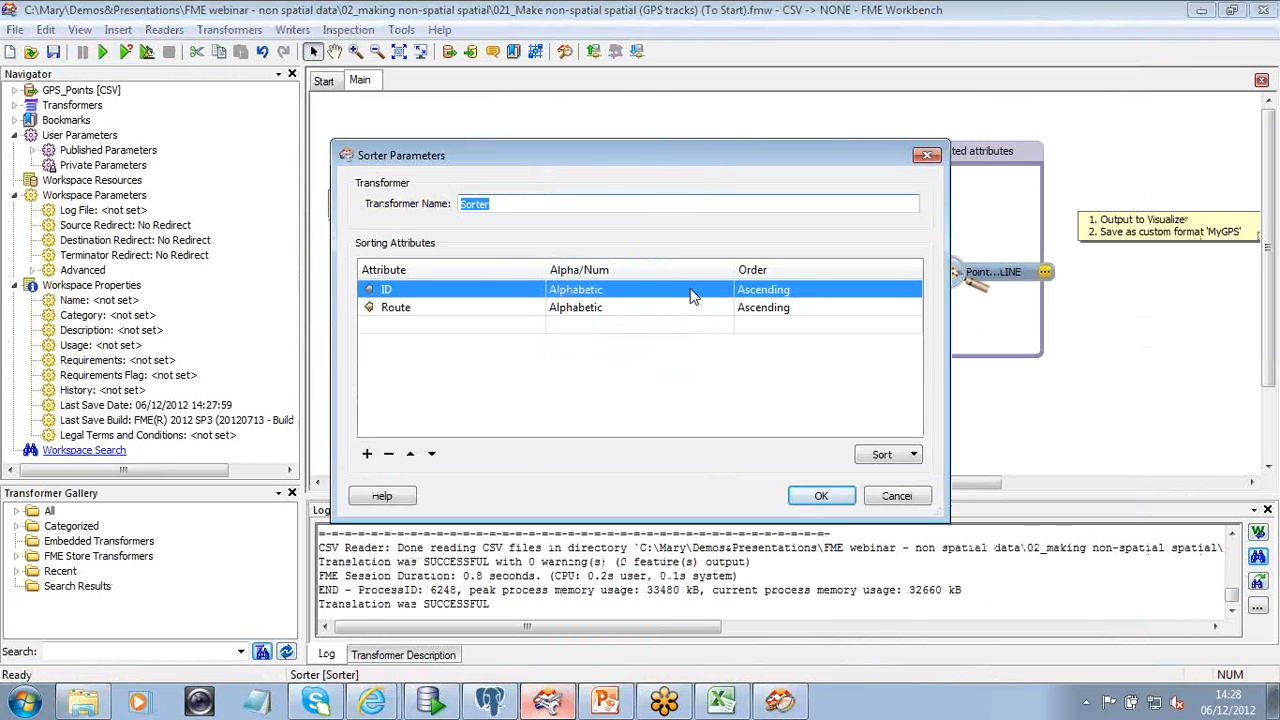 C:\Mary\Demos&Presentations\FME webinar - non spatial data\02_making non-spatial spatial\021_Make non-spatial spatial (GPS tracks) (To Start).fmw - CSV -> NONE - FME Workbench
File Edit View Insert Readers Transformers Writers Inspection Tools Help
Navigator
GPS_Points [CSV]
Transformers
Bookmarks
User Parameters
Published Parameters
Private Parameters
Workspace Resources
Workspace Parameters
Log File: <not set>
Source Redirect: No Redirect
Destination Redirect: No Redirect
Terminator Redirect: No Redirect
Advanced
Workspace Properties
Name: <not set>
Category: <not set>
Description: <not set>
Usage: <not set>
Requirements: <not set>
Requirements Flag: <not set>
History: <not set>
Last Save Date: 06/12/2012 14:27:59
Last Save Build: FME(R) 2012 SP3 (20120713 - Build
Legal Terms and Conditions: <not set>
Workspace Search
Transformer Gallery
All
Categorized
Embedded Transformers
FME Store Transformers
Recent
Search Results
Search:
Start Main
Sorter Parameters
Transformer
Transformer Name: Sorter
Sorting Attributes
Attribute Alpha/Num Order
ID Alphabetic Ascending
Route Alphabetic Ascending
Sort
Help OK Cancel
ted attributes
1. Output to Visualizer
2. Save as custom format 'MyGPS'
Point...LINE
Log
=-=-=-=-=-=-=-=-=-=-=-=-=-=-=-=-=-=-=-=-=-=-=-=-=-=-=-=-=-=-=-=-=-=-=-=-=-
CSV Reader: Done reading CSV files in directory `C:\Mary\Demos&Presentations\FME webinar - non spatial data\02_making non-spatial spatial\
Translation was SUCCESSFUL with 0 warning(s) (0 feature(s) output)
FME Session Duration: 0.8 seconds. (CPU: 0.2s user, 0.1s system)
END - ProcessID: 6248, peak process memory usage: 33480 kB, current process memory usage: 32660 kB
Translation was SUCCESSFUL
Log Transformer Description
Ready Sorter [Sorter] NUM
14:28
06/12/2012